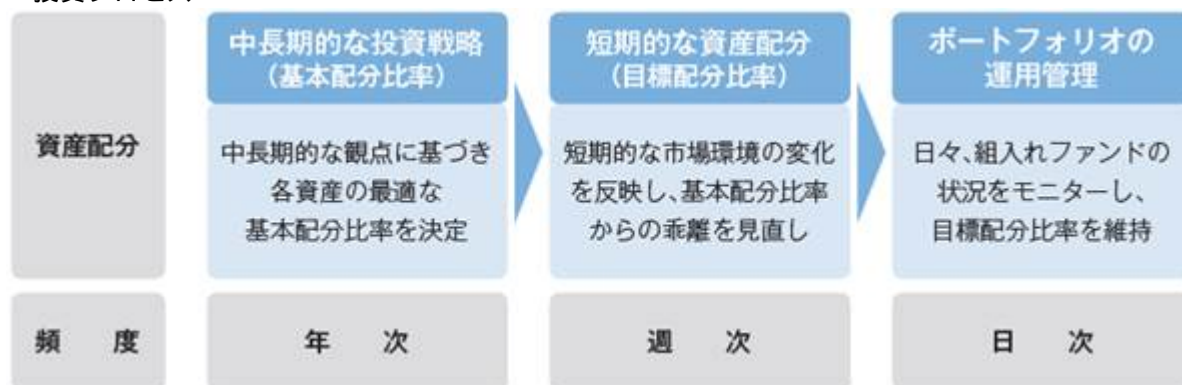 資産配分
中長期的な投資戦略
(基本配分比率)
中長期的な観点に基づき
各資産の最適な
基本配分比率を決定
短期的な資産配分
(目標配分比率)
短期的な市場環境の変化
を反映し、基本配分比率
からの乖離を見直し
ポートフォリオの
運用管理
日々、組入れファンドの
状況をモニターし、
目標配分比率を維持
頻 度
年 次
週 次
日 次